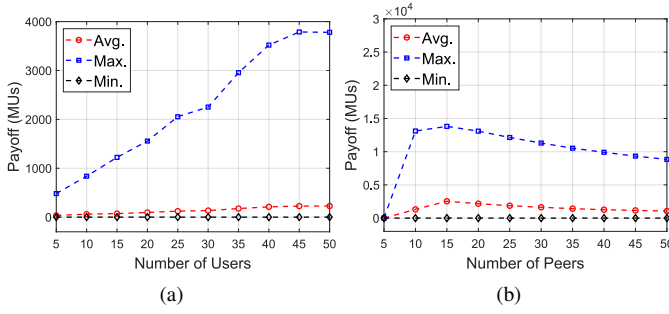 4000
3000
2000
1000
0
Payoff (MUs)
Avg.
Max.
Min.
5 10 15 20 25 30 35 40 45 50
Number of Users
(a)
×10⁴
3
2.5
2
1.5
1
0.5
0
Payoff (MUs)
Avg.
Max.
Min.
5 10 15 20 25 30 35 40 45 50
Number of Peers
(b)